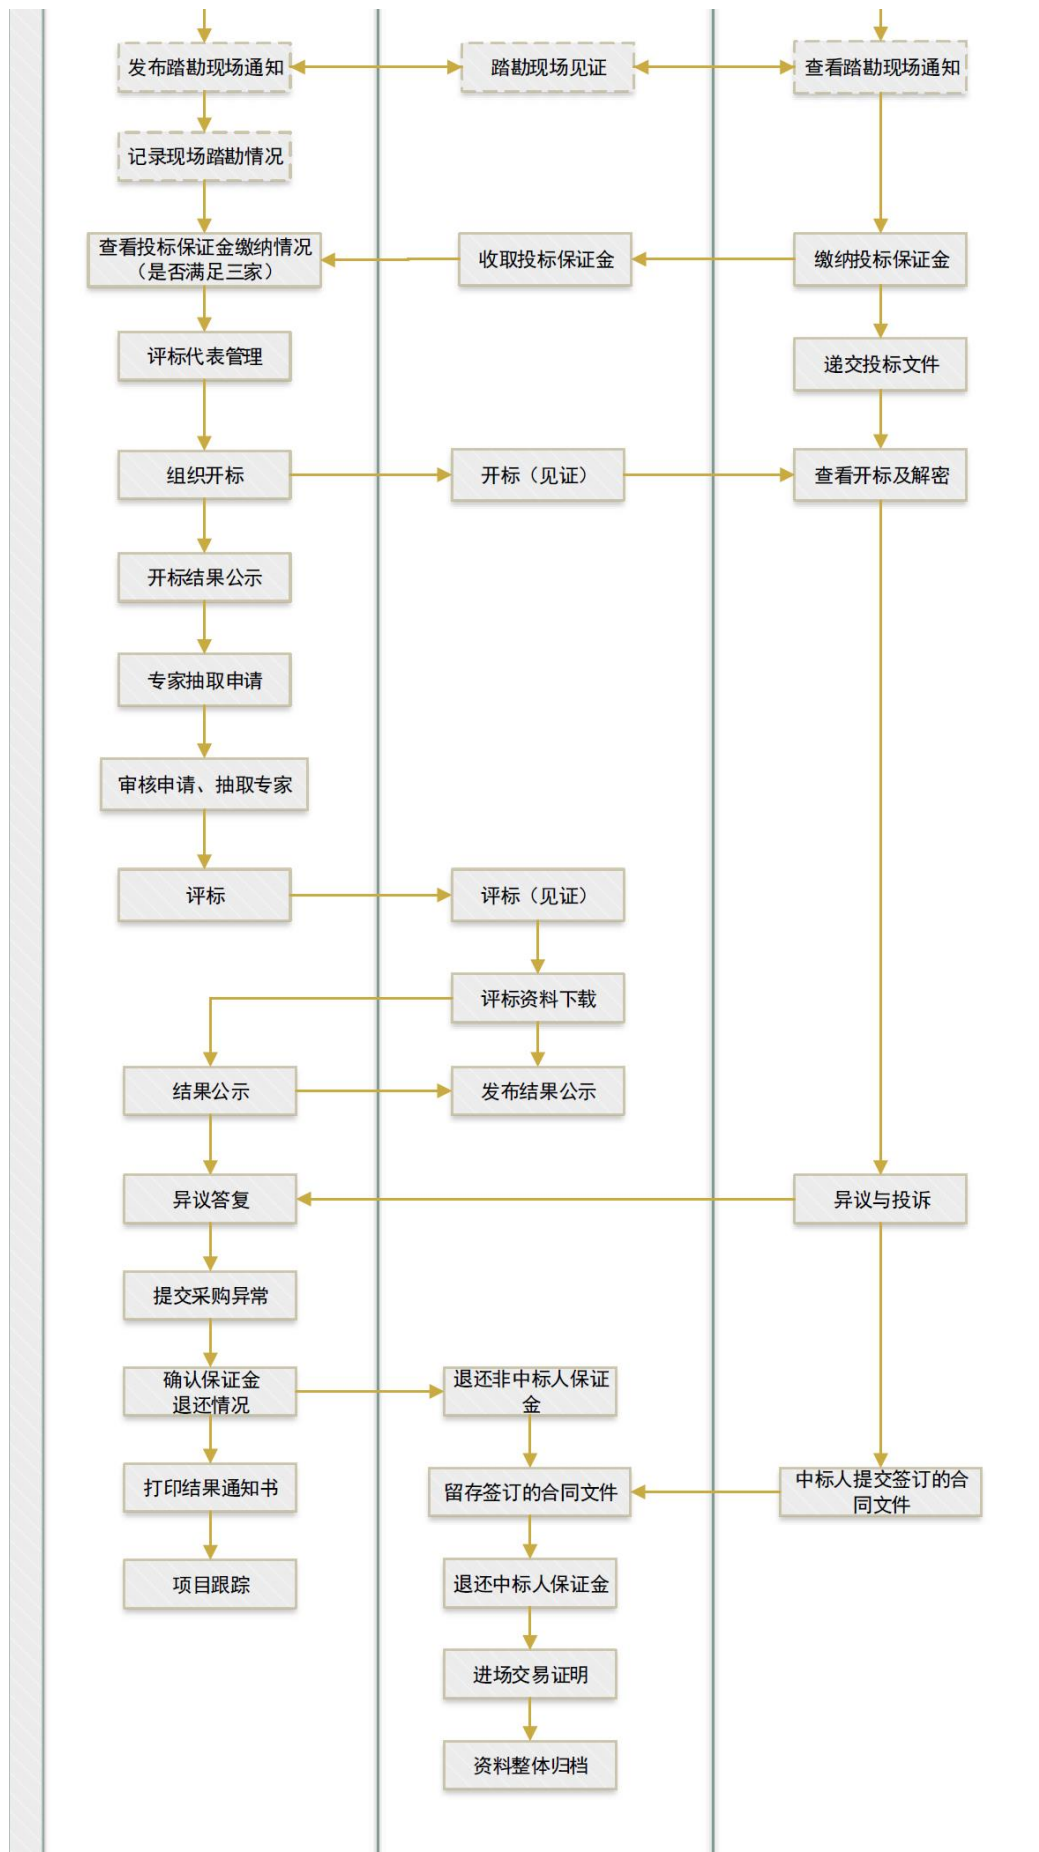 发布踏勘现场通知
踏勘现场见证
查看踏勘现场通知
记录现场踏勘情况
查看投标保证金缴纳情况
（是否满足三家）
收取投标保证金
缴纳投标保证金
评标代表管理
递交投标文件
组织开标
开标（见证）
查看开标及解密
开标结果公示
专家抽取申请
审核申请、抽取专家
评标
评标（见证）
评标资料下载
结果公示
发布结果公示
异议答复
异议与投诉
提交采购异常
确认保证金
退还情况
退还非中标人保证
金
打印结果通知书
留存签订的合同文件
中标人提交签订的合
同文件
项目跟踪
退还中标人保证金
进场交易证明
资料整体归档